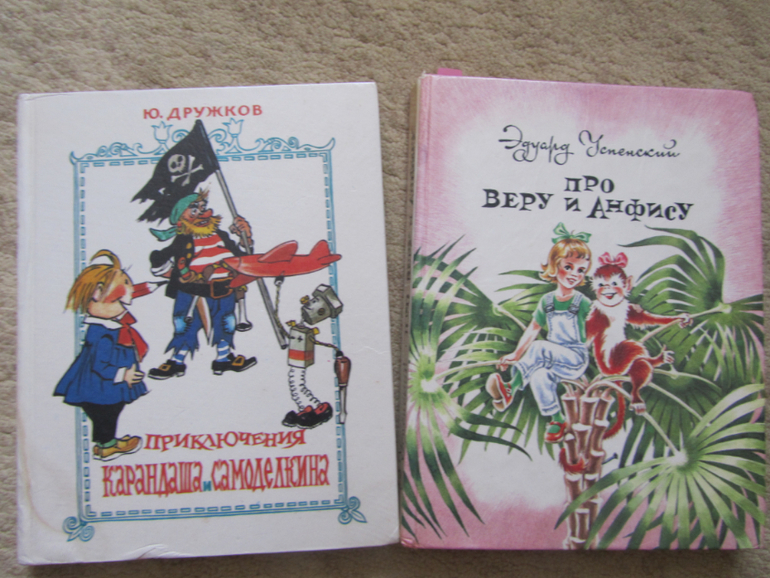 Ю. ДРУЖКОВ
ПРИКЛЮЧЕНИЯ
КАРАНДАША и САМОДЕЛКИНА
Эдуард Успенский
ПРО
ВЕРУ И АНФИСУ